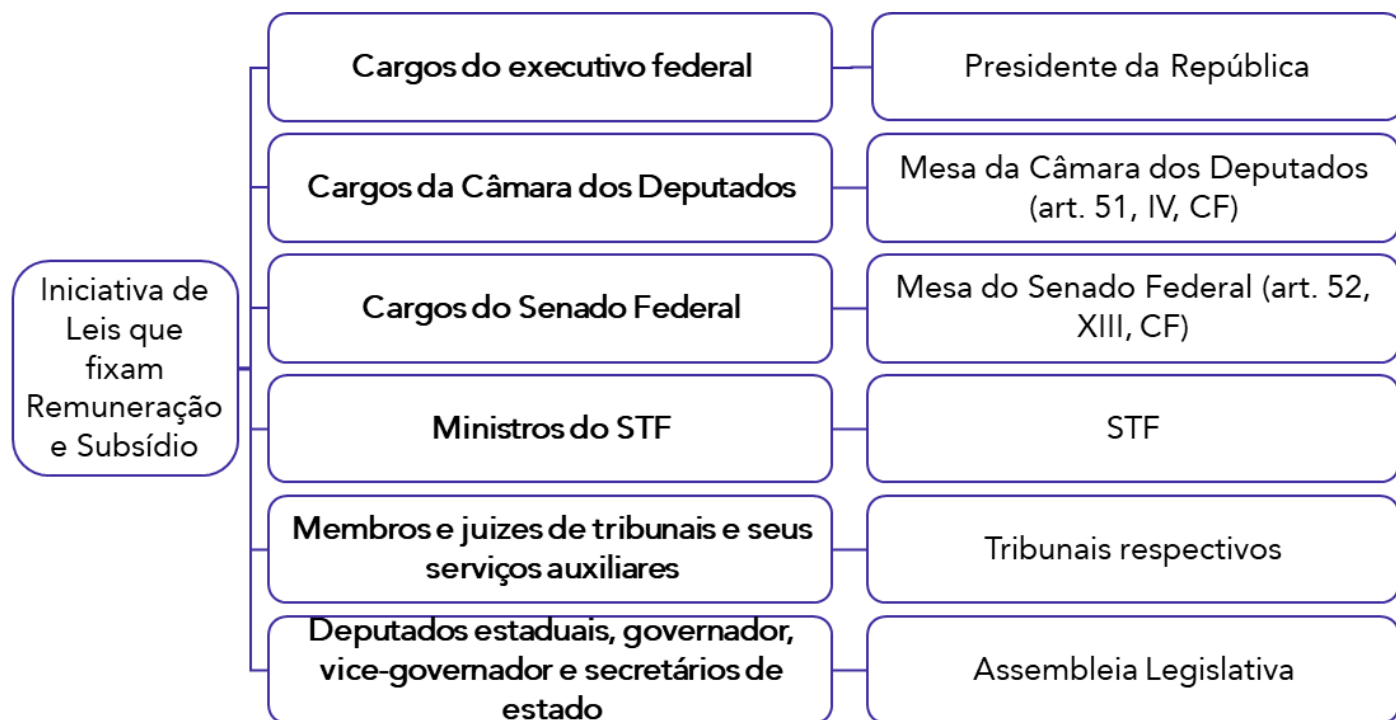 Iniciativa de
Leis que
fixam
Remuneração
e Subsídio
Cargos do executivo federal
Presidente da República
Cargos da Câmara dos Deputados
Mesa da Câmara dos Deputados
(art. 51, IV, CF)
Cargos do Senado Federal
Mesa do Senado Federal (art. 52,
XIII, CF)
Ministros do STF
STF
Membros e juizes de tribunais e seus
serviços auxiliares
Tribunais respectivos
Deputados estaduais, governador,
vice-governador e secretários de
estado
Assembleia Legislativa